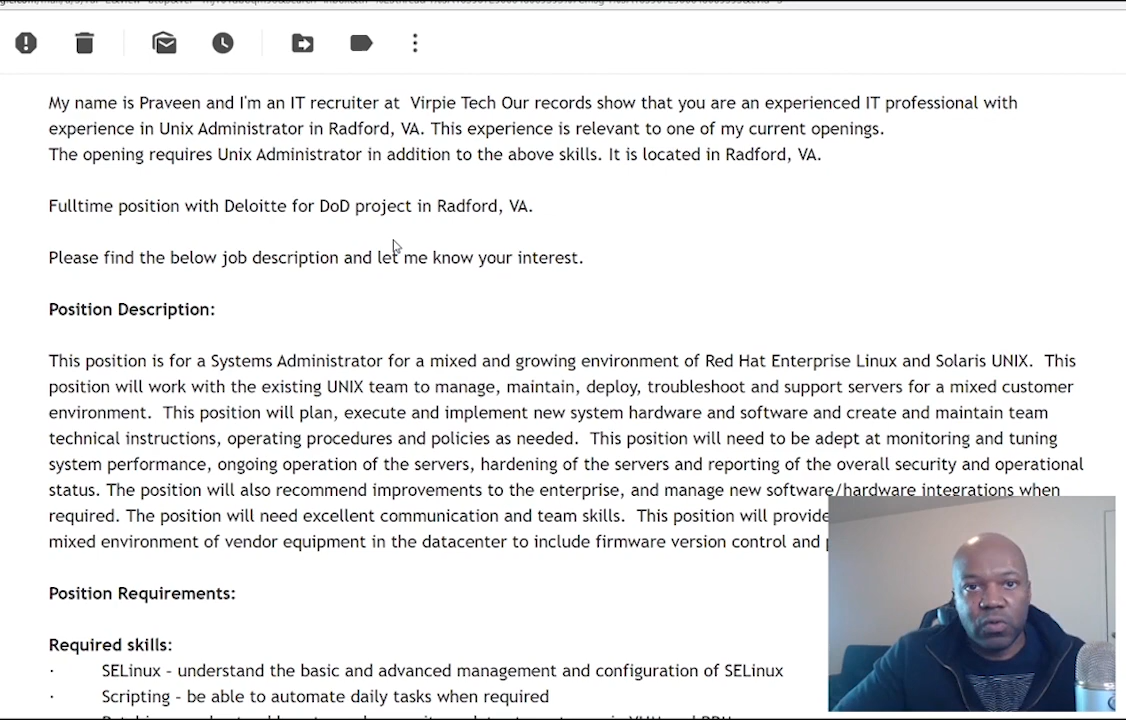 My name is Praveen and I'm an IT recruiter at  Virpie Tech Our records show that you are an experienced IT professional with
experience in Unix Administrator in Radford, VA. This experience is relevant to one of my current openings.
The opening requires Unix Administrator in addition to the above skills. It is located in Radford, VA.
Fulltime position with Deloitte for DoD project in Radford, VA.
Please find the below job description and let me know your interest.
Position Description:
This position is for a Systems Administrator for a mixed and growing environment of Red Hat Enterprise Linux and Solaris UNIX.  This
position will work with the existing UNIX team to manage, maintain, deploy, troubleshoot and support servers for a mixed customer
environment.  This position will plan, execute and implement new system hardware and software and create and maintain team
technical instructions, operating procedures and policies as needed.  This position will need to be adept at monitoring and tuning
system performance, ongoing operation of the servers, hardening of the servers and reporting of the overall security and operational
status. The position will also recommend improvements to the enterprise, and manage new software/hardware integrations when
required. The position will need excellent communication and team skills.  This position will provide
mixed environment of vendor equipment in the datacenter to include firmware version control and
Position Requirements:
Required skills:
· SELinux – understand the basic and advanced management and configuration of SELinux
· Scripting – be able to automate daily tasks when required